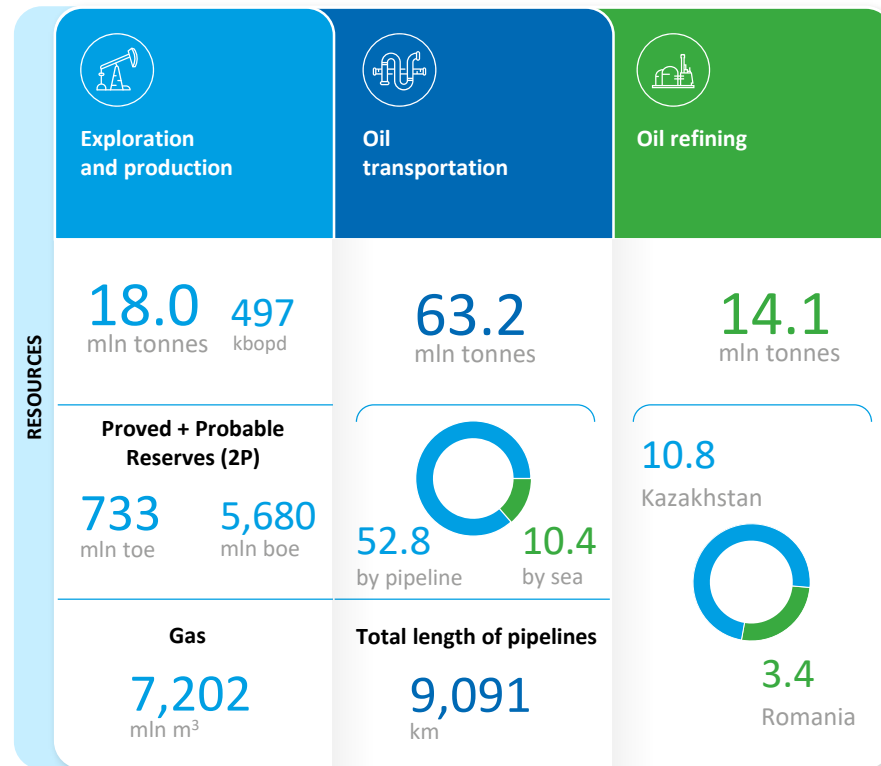 RESOURCES
Exploration
and production
18.0
mln tonnes
497
kbopd
Proved + Probable
Reserves (2P)
733
mln toe
5,680
mln boe
Gas
7,202
mln m³
Oil
transportation
63.2
mln tonnes
52.8
by pipeline
10.4
by sea
Total length of pipelines
9,091
km
Oil refining
14.1
mln tonnes
10.8
Kazakhstan
3.4
Romania